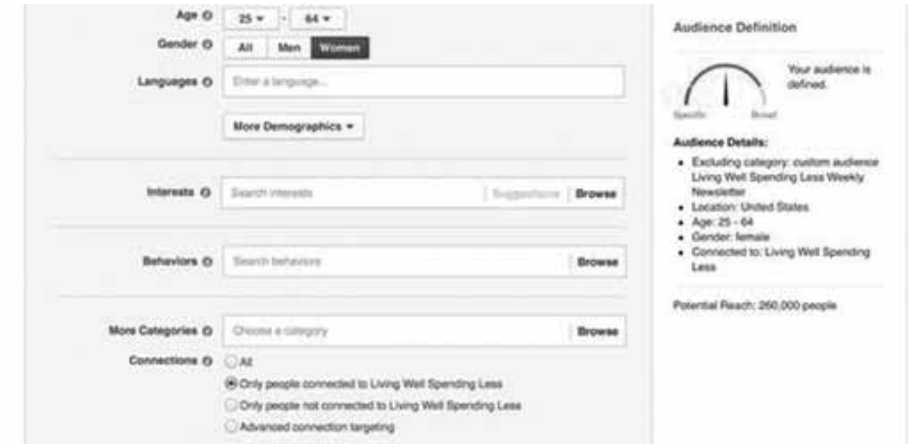 Age 25 - 64
Gender All Men Women
Languages Enter a language...
More Demographics
Interests Search interests Suggestions Browse
Behaviors Search behaviors Browse
More Categories Choose a category Browse
Connections All
Only people connected to Living Well Spending Less
Only people not connected to Living Well Spending Less
Advanced connection targeting
Audience Definition
Your audience is
defined.
Specific Broad
Audience Details:
Excluding category: custom audience
Living Well Spending Less Weekly
Newsletter
Location: United States
Age: 25 - 64
Gender: female
Connected to: Living Well Spending
Less
Potential Reach: 260,000 people